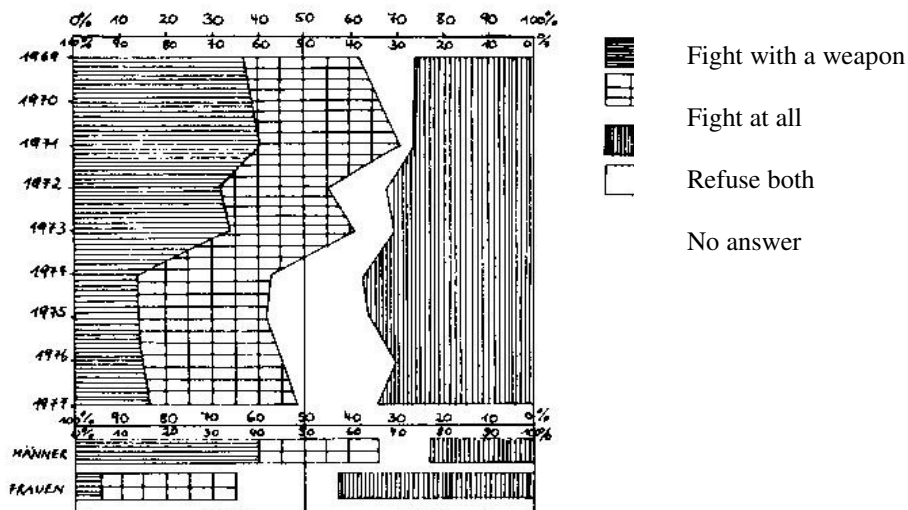 0% 10 20 30 40 50 60 70 80 90 100%
100% 90 80 70 60 40 30 20 10 0%
1969
Fight with a weapon
1970
Fight at all
1971
Refuse both
1972
1973
No answer
1974
1975
1976
1977
100% 90 80 70 60 50 40 30 20 10 0%
0% 10 20 30 40 50 60 70 80 90 100%
MÄNNER
FRAUEN